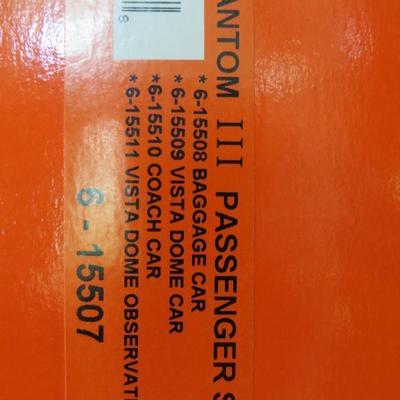 ANTOM III PASSENGER S
* 6-15508 BAGGAGE CAR
* 6-15509 VISTA DOME CAR
*6-15510 COACH CAR
* 6-15511 VISTA DOME OBSERVATI
6 - 15507
8